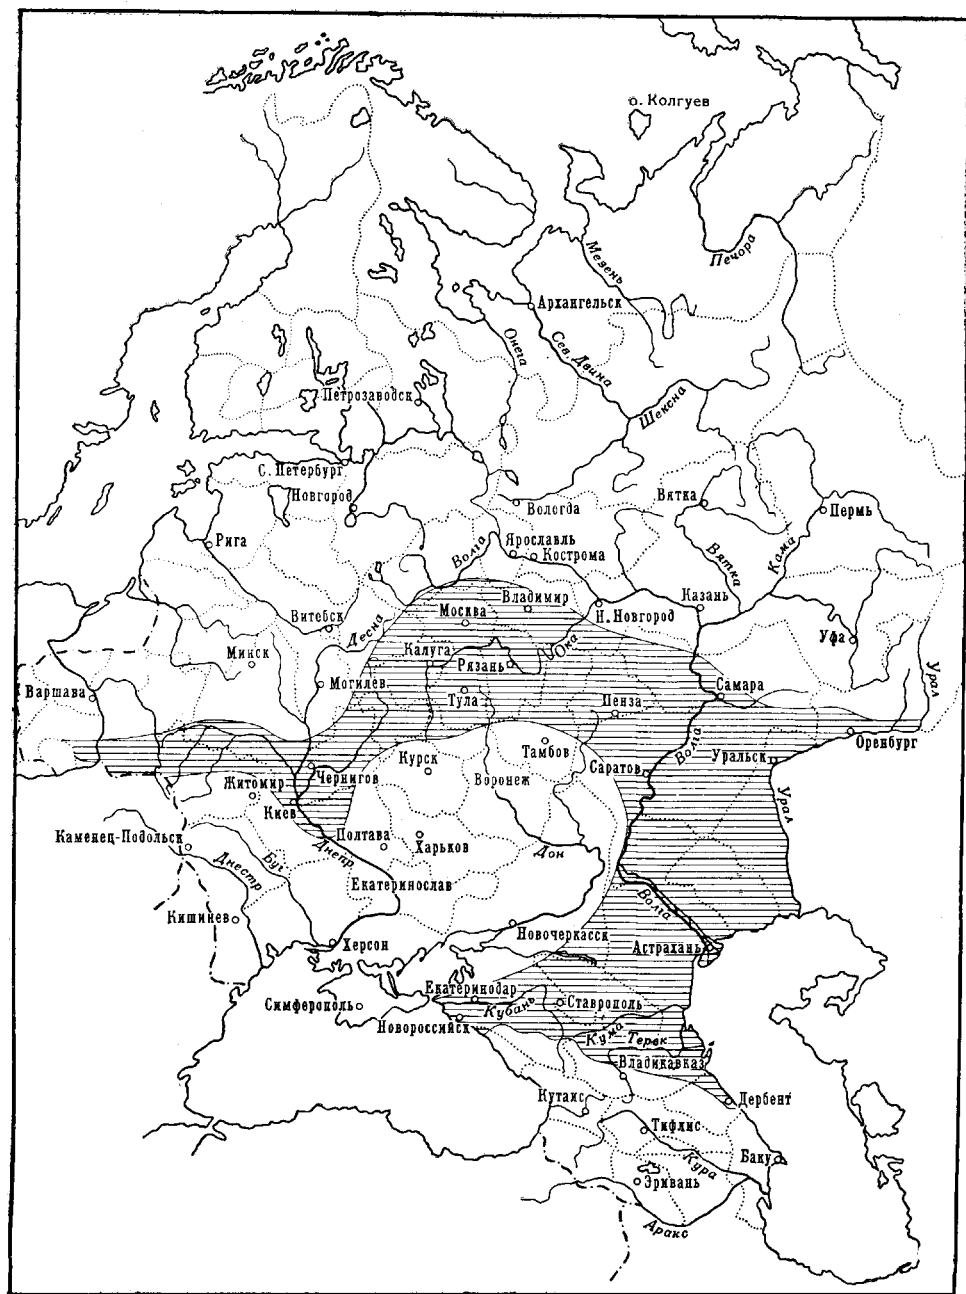 о. Колгуев
Мезень
Печора
Архангельск
Онега
Сев. Двина
Шексна
Петрозаводск
С. Петербург
Новгород
Вологда
Вятка
Пермь
Рига
Волга
Ярославль
Кострома
Вятка
Кама
Казань
Витебск
Десна
Москва
Владимир
Н. Новгород
Уфа
Минск
Калуга
Рязань
Ока
Урал
Варшава
Могилев
Тула
Пенза
Самара
Волга
Оренбург
Курск
Тамбов
Уральск
Чернигов
Воронеж
Саратов
Житомир
Киев
Урал
Каменец-Подольск
Полтава
Харьков
Днепр
Дон
Днестр
Буг
Екатеринослав
Волга
Кишинев
Херсон
Новочеркасск
Астрахань
Екатеринодар
Симферополь
Кубань
Ставрополь
Новороссийск
Кума
Терек
Владикавказ
Кутаис
Дербент
Тифлис
Кура
Баку
Эривань
Аракс